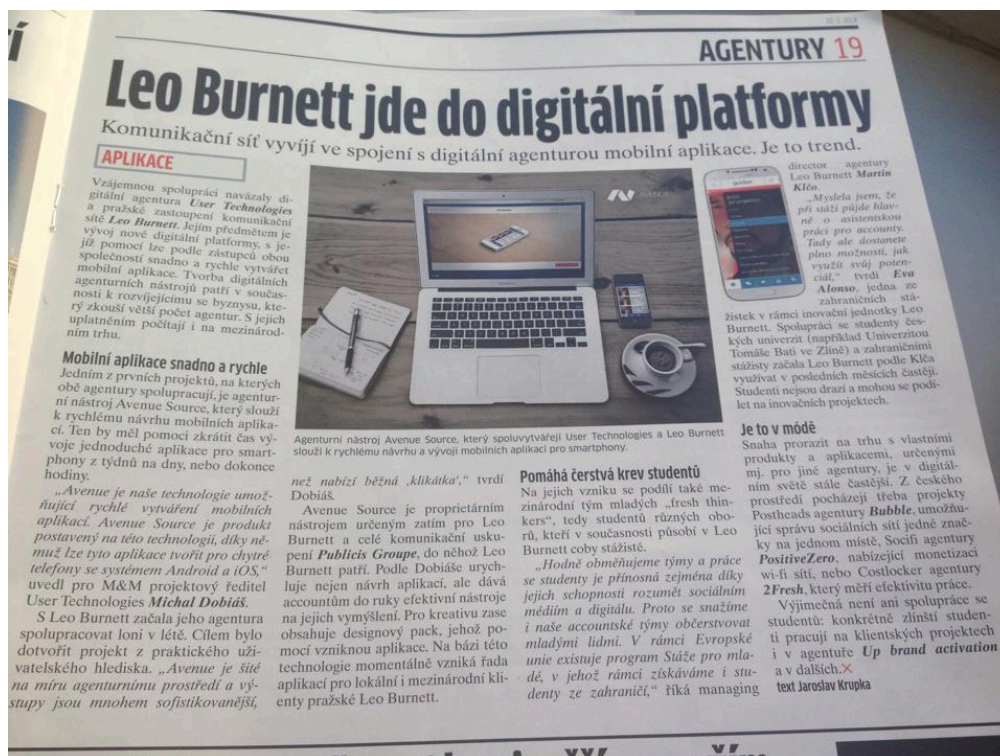 AGENTURY 19
Leo Burnett jde do digitální platformy
Komunikační síť vyvíjí ve spojení s digitální agenturou mobilní aplikace. Je to trend.
APLIKACE
Vzájemnou spolupráci navázaly di-
gitální agentura User Technologies
a pražské zastoupení komunikační
sítě Leo Burnett. Jejím předmětem je
vývoj nové digitální platformy, s je-
jíž pomocí lze podle zástupců obou
společností snadno a rychle vytvářet
mobilní aplikace. Tvorba digitálních
agenturních nástrojů patří v součas-
nosti k rozvíjejícímu se byznysu, kte-
rý zkouší větší počet agentur. S jejich
uplatněním počítají i na mezinárod-
ním trhu.
Mobilní aplikace snadno a rychle
Jedním z prvních projektů, na kterých
obě agentury spolupracují, je agentur-
ní nástroj Avenue Source, který slouží
k rychlému návrhu mobilních aplika-
cí. Ten by měl pomoci zkrátit čas vý-
voje jednoduché aplikace pro smart-
phony z týdnů na dny, nebo dokonce
hodiny.
„Avenue je naše technologie umož-
ňující rychlé vytváření mobilních
aplikací. Avenue Source je produkt
postavený na této technologii, díky ně-
muž lze tyto aplikace tvořit pro chytré
telefony se systémem Android a iOS,“
uvedl pro M&M projektový ředitel
User Technologies Michal Dobiáš.
S Leo Burnett začala jeho agentura
spolupracovat loni v létě. Cílem bylo
dotvořit projekt z praktického uži-
vatelského hlediska. „Avenue je šité
na míru agenturnímu prostředí a vý-
stupy jsou mnohem sofistikovanější,
Agenturní nástroj Avenue Source, který spoluvytvářejí User Technologies a Leo Burnett
slouží k rychlému návrhu a vývoji mobilních aplikací pro smartphony.
než nabízí běžná ‚klikátka‘,“ tvrdí
Dobiáš.
Avenue Source je proprietárním
nástrojem určeným zatím pro Leo
Burnett a celé komunikační usku-
pení Publicis Groupe, do něhož Leo
Burnett patří. Podle Dobiáše urych-
luje nejen návrh aplikací, ale dává
accountům do ruky efektivní nástroje
na jejich vymýšlení. Pro kreativu zase
obsahuje designový pack, jehož po-
mocí vzniknou aplikace. Na bázi této
technologie momentálně vzniká řada
aplikací pro lokální i mezinárodní kli-
enty pražské Leo Burnett.
Pomáhá čerstvá krev studentů
Na jejich vzniku se podílí také me-
zinárodní tým mladých „fresh thin-
kers“, tedy studentů různých obo-
rů, kteří v současnosti působí v Leo
Burnett coby stážisté.
„Hodně obměňujeme týmy a práce
se studenty je přínosná zejména díky
jejich schopnosti rozumět sociálním
médiím a digitálu. Proto se snažíme
i naše accountské týmy občerstvovat
mladými lidmi. V rámci Evropské
unie existuje program Stáže pro mla-
dé, v jehož rámci získáváme i stu-
denty ze zahraničí,“ říká managing
director agentury
Leo Burnett Martin
Klčo.
„Myslela jsem, že
při stáži půjde hlav-
ně o asistentskou
práci pro accounty.
Tady ale dostanete
plno možností, jak
využít svůj poten-
ciál,“ tvrdí Eva
Alonso, jedna ze
zahraničních stá-
žistek v rámci inovační jednotky Leo
Burnett. Spolupráci se studenty čes-
kých univerzit (například Univerzitou
Tomáše Bati ve Zlíně) a zahraničními
stážisty začala Leo Burnett podle Klča
využívat v posledních měsících častěji.
Studenti nejsou drazí a mohou se podí-
let na inovačních projektech.
Je to v módě
Snaha prorazit na trhu s vlastními
produkty a aplikacemi, určenými
mj. pro jiné agentury, je v digitál-
ním světě stále častější. Z českého
prostředí pocházejí třeba projekty
Postheads agentury Bubble, umožňu-
jící správu sociálních sítí jedné znač-
ky na jednom místě, Socifi agentury
PositiveZero, nabízející monetizaci
wi-fi sítí, nebo Costlocker agentury
2Fresh, který měří efektivitu práce.
Výjimečná není ani spolupráce se
studenty: konkrétně zlínští studen-
ti pracují na klientských projektech
i v agentuře Up brand activation
a v dalších.
text Jaroslav Krupka